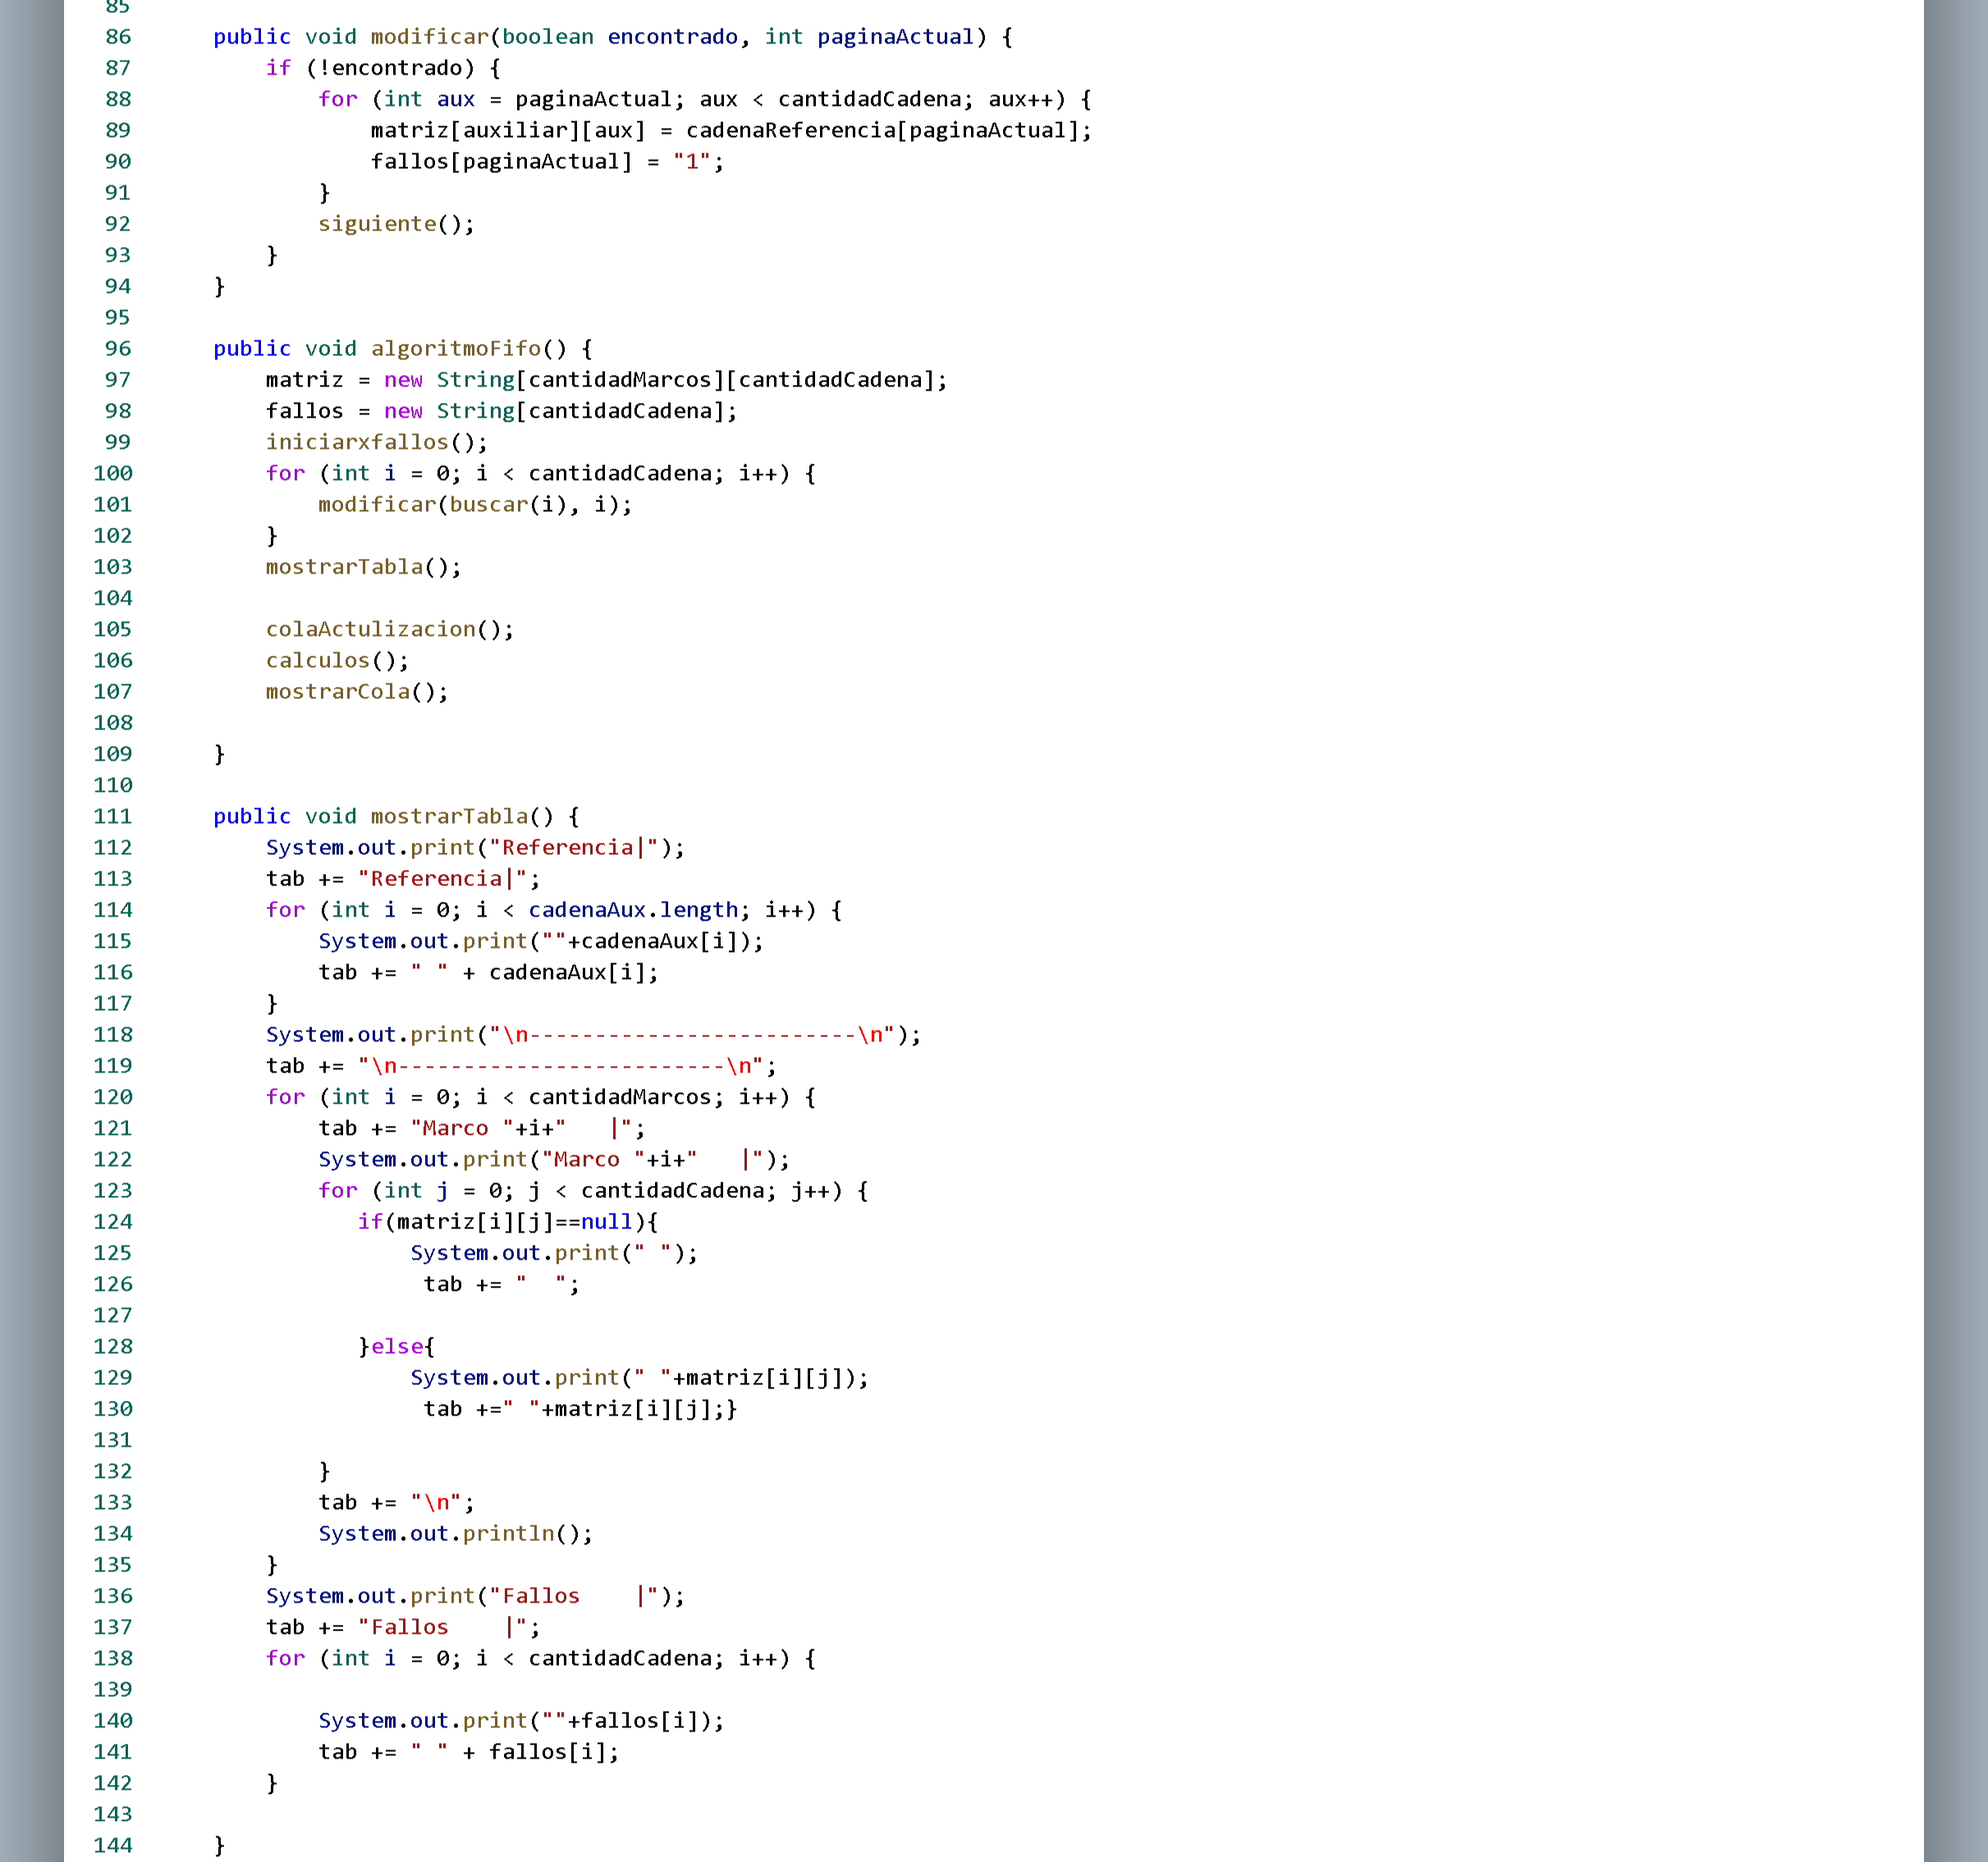 85
86 public void modificar(boolean encontrado, int paginaActual) {
87 if (!encontrado) {
88 for (int aux = paginaActual; aux < cantidadCadena; aux++) {
89 matriz[auxiliar][aux] = cadenaReferencia[paginaActual];
90 fallos[paginaActual] = "1";
91 }
92 siguiente();
93 }
94 }
95
96 public void algoritmoFifo() {
97 matriz = new String[cantidadMarcos][cantidadCadena];
98 fallos = new String[cantidadCadena];
99 iniciarxfallos();
100 for (int i = 0; i < cantidadCadena; i++) {
101 modificar(buscar(i), i);
102 }
103 mostrarTabla();
104
105 colaActulizacion();
106 calculos();
107 mostrarCola();
108
109 }
110
111 public void mostrarTabla() {
112 System.out.print("Referencia|");
113 tab += "Referencia|";
114 for (int i = 0; i < cadenaAux.length; i++) {
115 System.out.print(""+cadenaAux[i]);
116 tab += " " + cadenaAux[i];
117 }
118 System.out.print("\n-------------------------\n");
119 tab += "\n-------------------------\n";
120 for (int i = 0; i < cantidadMarcos; i++) {
121 tab += "Marco "+i+"   |";
122 System.out.print("Marco "+i+"   |");
123 for (int j = 0; j < cantidadCadena; j++) {
124 if(matriz[i][j]==null){
125 System.out.print(" ");
126 tab += "  ";
127
128 }else{
129 System.out.print(" "+matriz[i][j]);
130 tab +=" "+matriz[i][j];}
131
132 }
133 tab += "\n";
134 System.out.println();
135 }
136 System.out.print("Fallos    |");
137 tab += "Fallos    |";
138 for (int i = 0; i < cantidadCadena; i++) {
139
140 System.out.print(""+fallos[i]);
141 tab += " " + fallos[i];
142 }
143
144 }